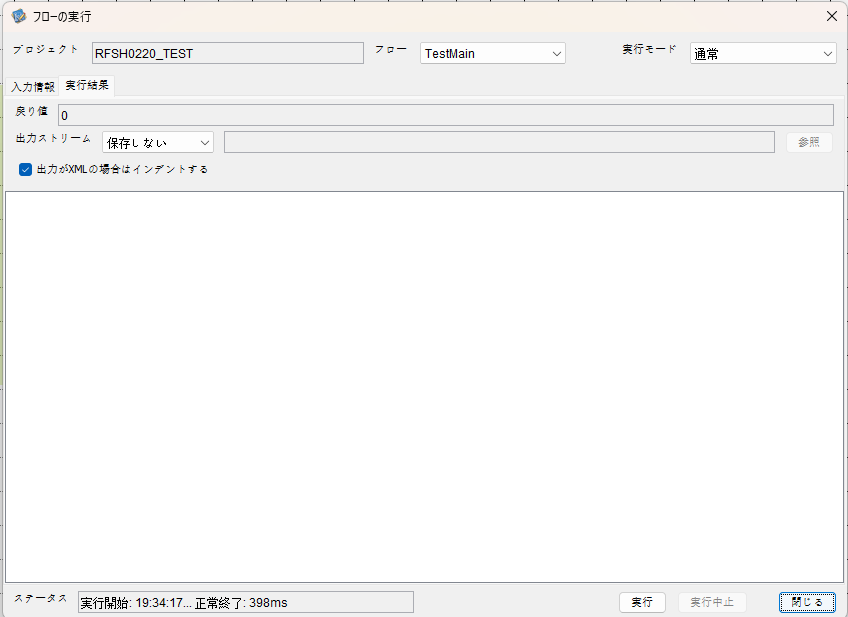 フローの実行
プロジェクト RFSH0220_TEST フロー TestMain 実行モード 通常
入力情報 実行結果
戻り値 0
出力ストリーム 保存しない 参照
出力がXMLの場合はインデントする
ステータス 実行開始: 19:34:17... 正常終了: 398ms 実行 実行中止 閉じる